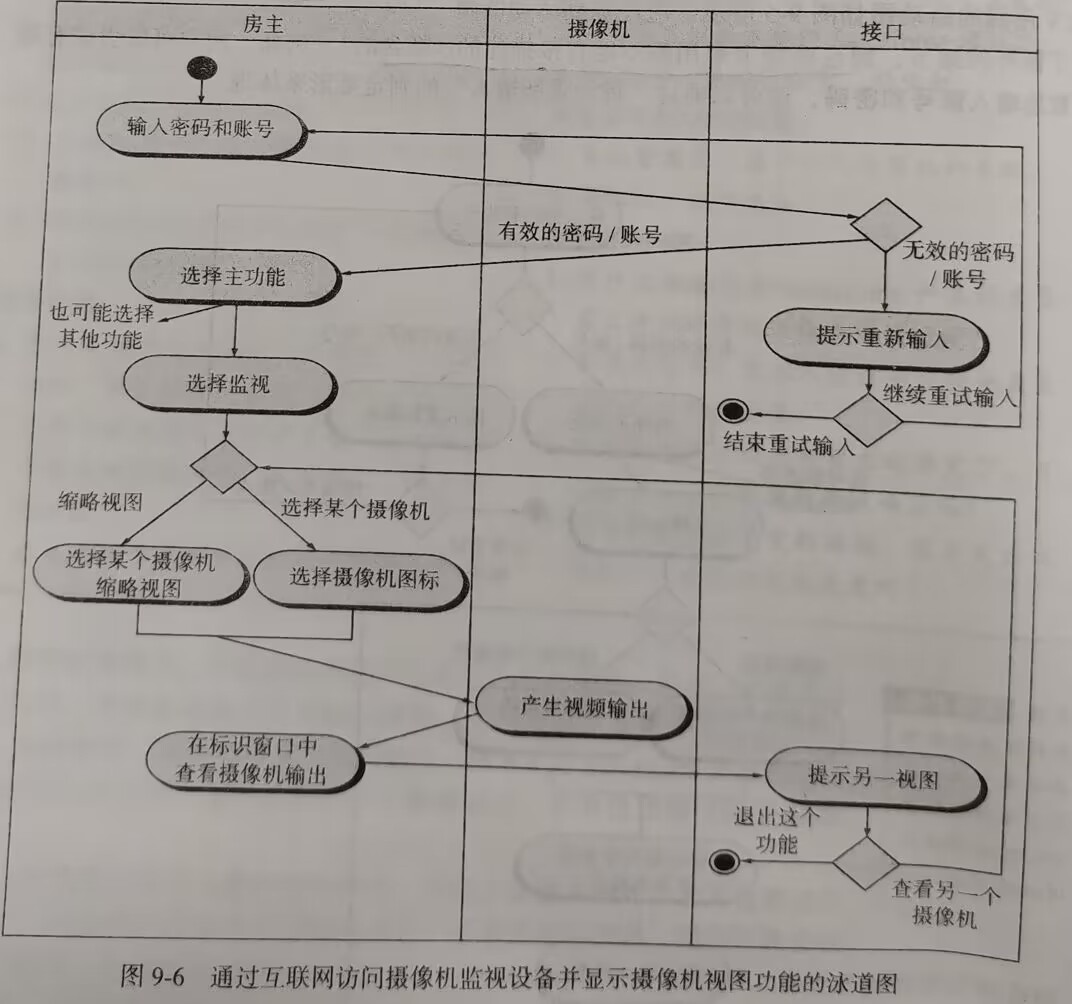 房主
摄像机
接口
输入密码和账号
有效的密码 / 账号
无效的密码
/ 账号
选择主功能
也可能选择
其他功能
提示重新输入
选择监视
继续重试输入
结束重试输入
缩略视图
选择某个摄像机
选择某个摄像机
缩略视图
选择摄像机图标
产生视频输出
在标识窗口中
查看摄像机输出
提示另一视图
退出这个
功能
查看另一个
摄像机
图 9-6 通过互联网访问摄像机监视设备并显示摄像机视图功能的泳道图